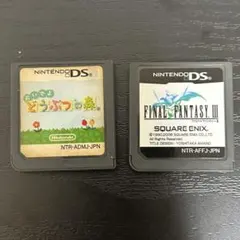 NINTENDO DS
おいでよ
どうぶつの森
Nintendo
NTR-ADMJ-JPN
NINTENDO DS
FINAL FANTASY III
SQUARE ENIX
NTR-AFFJ-JPN